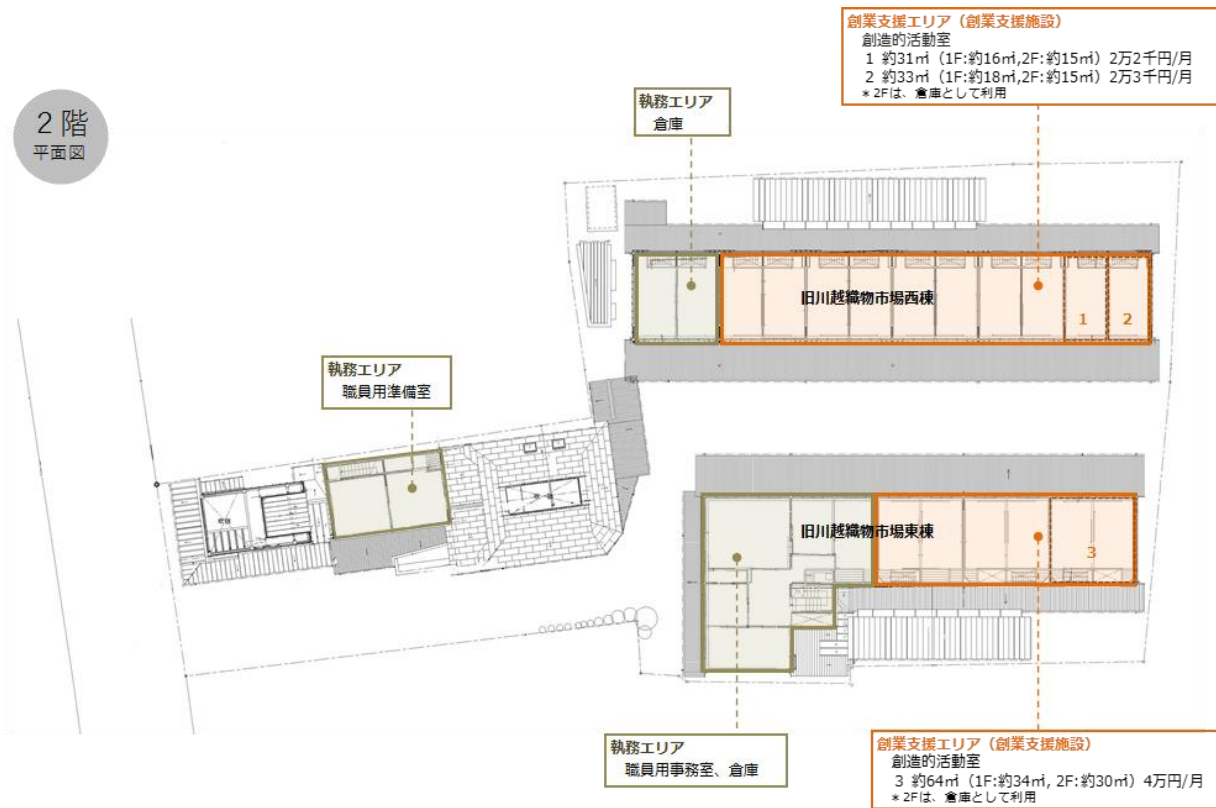 創業支援エリア（創業支援施設）
創造的活動室
1 約31㎡（1F:約16㎡,2F:約15㎡）2万2千円/月
2 約33㎡（1F:約18㎡,2F:約15㎡）2万3千円/月
＊2Fは、倉庫として利用
2階
平面図
執務エリア
倉庫
旧川越織物市場西棟
1
2
執務エリア
職員用準備室
旧川越織物市場東棟
3
執務エリア
職員用事務室、倉庫
創業支援エリア（創業支援施設）
創造的活動室
3 約64㎡（1F:約34㎡, 2F:約30㎡）4万円/月
＊2Fは、倉庫として利用